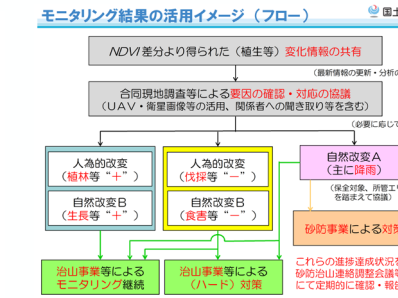 モニタリング結果の活用イメージ（フロー）
国土
NDVI差分より得られた（植生等）変化情報の共有
（最新情報の更新・分析の
合同現地調査等による要因の確認・対応の協議
（UAV・衛星画像等の活用、関係者への聞き取り等を含む）
（必要に応じて
人為的改変
（植林等“＋”）
自然改変B
（生長等“＋”）
人為的改変
（伐採等“－”）
自然改変B
（食害等“－”）
自然改変A
（主に降雨）
（保全対象、所管エリ
を踏まえて協議）
砂防事業による対策
治山事業等による
モニタリング継続
治山事業等による
（ハード）対策
これらの進捗達成状況を
砂防治山連絡調整会議等
にて定期的に確認・報告